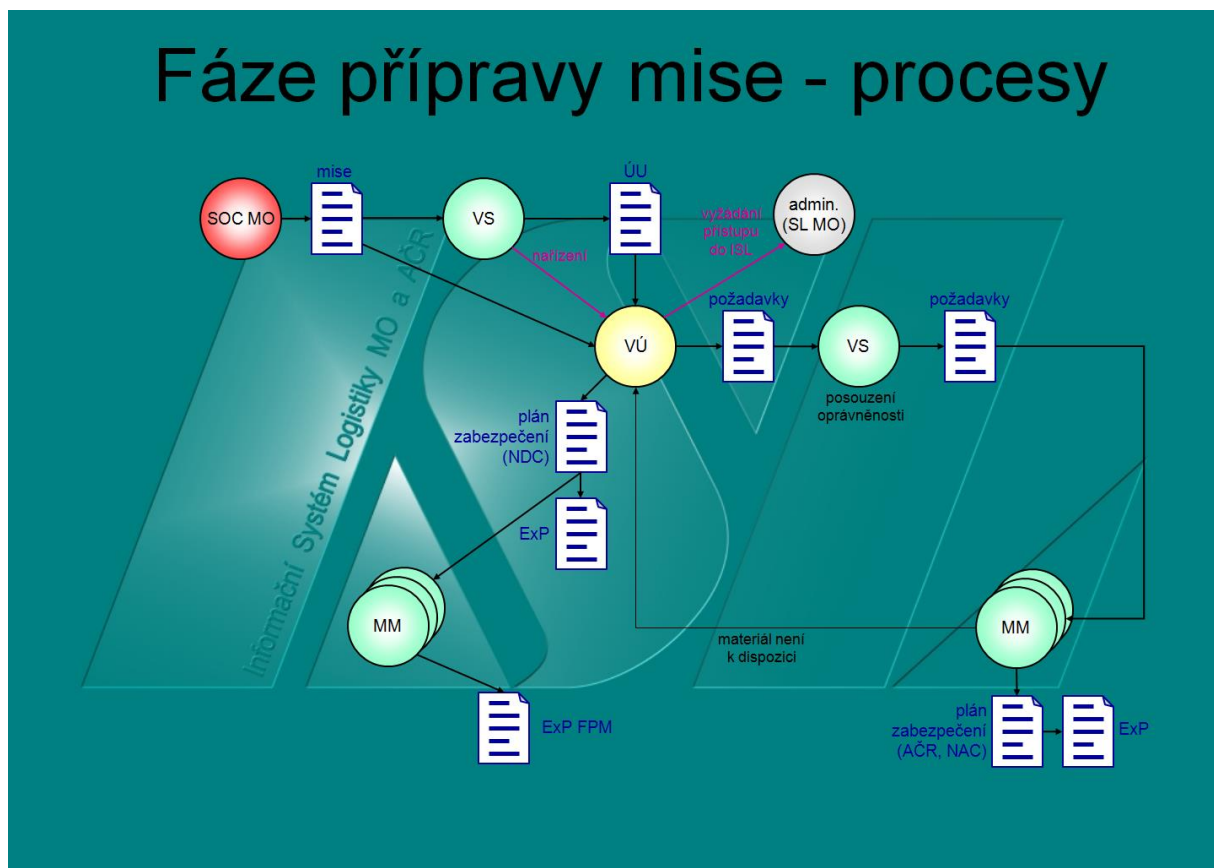 Fáze přípravy mise - procesy
mise
ÚU
SOC MO
VS
vyžádání
přístupu
do ISL
admin.
(SL MO)
nařízení
požadavky
požadavky
VÚ
VS
posouzení
oprávněnosti
plán
zabezpečení
(NDC)
ExP
Informační Systém Logistiky MO a AČR
MM
materiál není
k dispozici
MM
ExP FPM
plán
zabezpečení
(AČR, NAC)
ExP